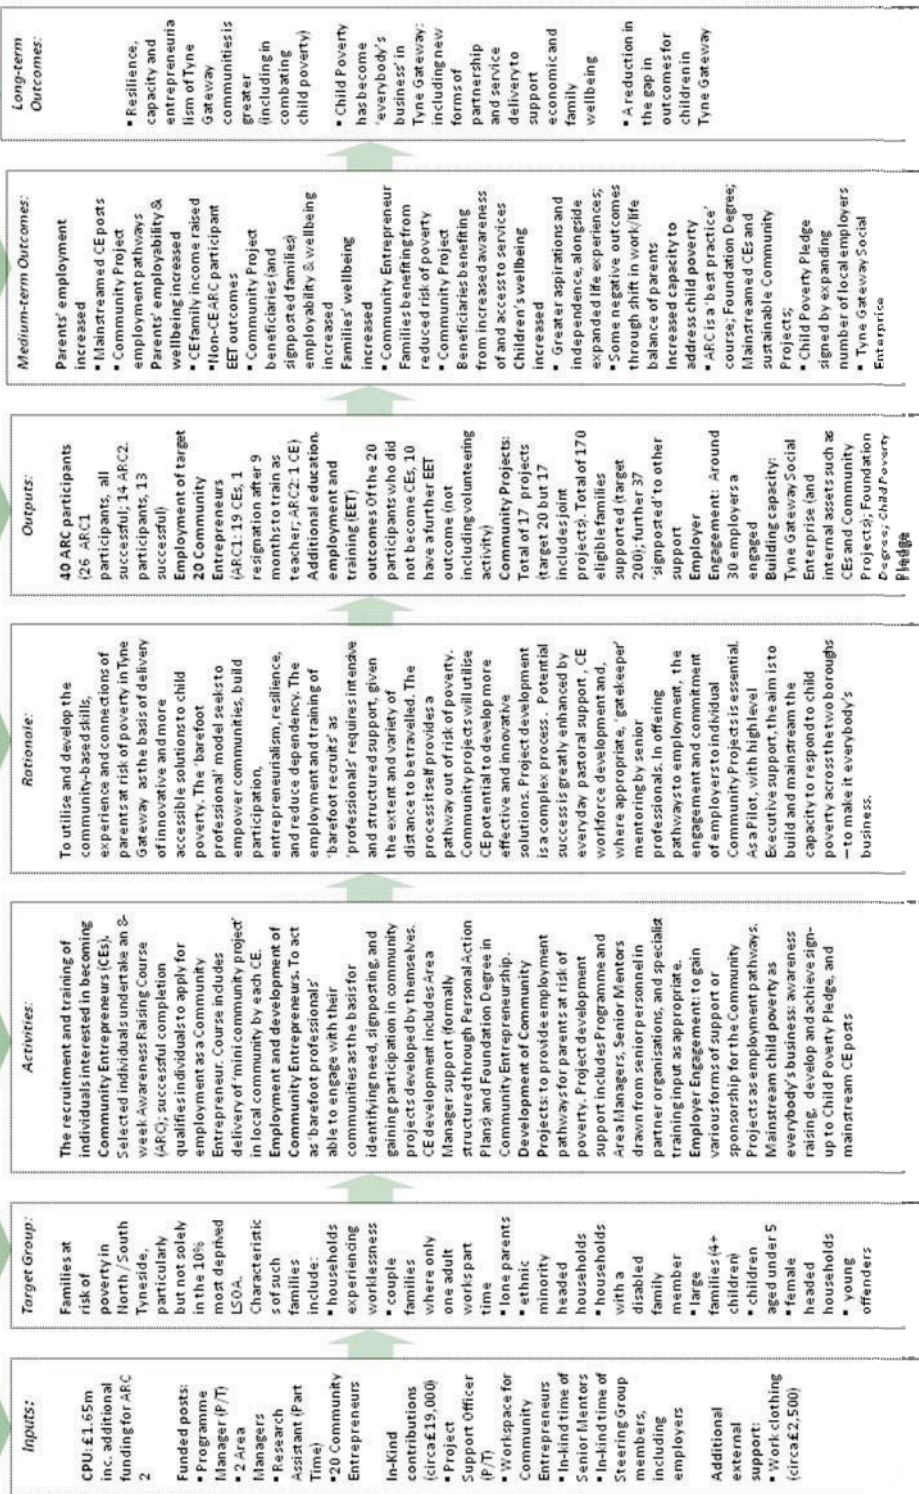 Inputs:
CPU: £1.65m
inc. additional
funding for ARC
2
Funded posts:
▪ Programme
Manager (P/T)
▪ 2 Area
Managers
▪ Research
Assistant (Part
Time)
▪ 20 Community
Entrepreneurs
In-Kind
contributions
(circa £19,000)
▪ Project
Support Officer
(P/T)
▪ Workspace for
Community
Entrepreneurs
▪ In-kind time of
Senior Mentors
▪ In-kind time of
Steering Group
members,
including
employers
Additional
external
support:
▪ Work clothing
(circa £2,500)
Target Group:
Families at
risk of
poverty in
North / South
Tyneside,
particularly
but not solely
in the 10%
most deprived
LSOA.
Characteristic
s of such
families
include:
▪ households
experiencing
worklessness
▪ couple
families
where only
one adult
works part
time
▪ lone parents
▪ ethnic
minority
headed
households
▪ households
with a
disabled
family
member
▪ large
families (4+
children)
▪ children
aged under 5
▪ female
headed
households
▪ young
offenders
Activities:
The recruitment and training of
individuals interested in becoming
Community Entrepreneurs (CEs).
Selected individuals undertake an 8-
week Awareness Raising Course
(ARC); successful completion
qualifies individuals to apply for
employment as a Community
Entrepreneur. Course includes
delivery of ‘mini community project’
in local community by each CE.
Employment and development of
Community Entrepreneurs. To act
as ‘barefoot professionals’
able to engage with their
communities as the basis for
identifying need, signposting, and
gaining participation in community
projects developed by themselves.
CE development includes Area
Manager support (formally
structured through Personal Action
Plans) and Foundation Degree in
Community Entrepreneurship.
Development of Community
Projects: to provide employment
pathways for parents at risk of
poverty. Project development
support includes Programme and
Area Managers, Senior Mentors
drawn from senior personnel in
partner organisations, and specialist
training input as appropriate.
Employer Engagement: to gain
various forms of support or
sponsorship for the Community
Projects as employment pathways.
Mainstream child poverty as
everybody’s business: awareness
raising, develop and achieve sign-
up to Child Poverty Pledge, and
mainstream CE posts
Rationale:
To utilise and develop the
community-based skills,
experience and connections of
parents at risk of poverty in Tyne
Gateway as the basis of delivery
of innovative and more
accessible solutions to child
poverty. The ‘barefoot
professional’ model seeks to
empower communities, build
participation,
entrepreneurialism, resilience,
and reduce dependency. The
employment and training of
‘barefoot recruits’ as
‘professionals’ requires intensive
and structured support, given
the extent and variety of
distance to be travelled. The
process itself provides a
pathway out of risk of poverty.
Community projects will utilise
CE potential to develop more
effective and innovative
solutions. Project development
is a complex process. Potential
success is greatly enhanced by
everyday pastoral support, CE
workforce development and,
where appropriate, ‘gatekeeper’
mentoring by senior
professionals. In offering
pathways to employment, the
engagement and commitment
of employers to individual
Community Projects is essential.
As a Pilot, with high level
Executive support, the aim is to
build and mainstream the
capacity to respond to child
poverty across the two boroughs
– to make it everybody’s
business.
Outputs:
40 ARC participants
(26 ARC1
participants, all
successful; 14 ARC2.
participants, 13
successful)
Employment of target
20 Community
Entrepreneurs
(ARC1: 19 CEs, 1
resignation after 9
months to train as
teacher; ARC2: 1 CE)
Additional education,
employment and
training (EET)
outcomes Of the 20
participants who did
not become CEs, 10
have a further EET
outcome (not
including volunteering
activity)
Community Projects:
Total of 17 projects
(target 20 but 17
includes joint
projects). Total of 170
eligible families
supported (target
200); further 37
‘signposted’ to other
support
Employer
Engagement: Around
30 employers a
engaged
Building capacity:
Tyne Gateway Social
Enterprise (and
internal assets such as
CEs and Community
Projects); Foundation
Degree; Child Poverty
Pledge
Medium-term Outcomes:
Parents’ employment
increased
▪ Mainstreamed CE posts
▪ Community Project
employment pathways
Parents’ employability &
wellbeing increased
▪ CE family income raised
▪Non-CE ARC participant
EET outcomes
▪ Community Project
beneficiaries (and
signposted families)
employability & wellbeing
increased
Families’ wellbeing
increased
▪ Community Entrepreneur
Families benefiting from
reduced risk of poverty
▪ Community Project
Beneficiaries benefiting
from increased awareness
of and access to services
Children’s wellbeing
increased
▪ Greater aspirations and
independence, alongside
expanded life experiences;
▪ Some negative outcomes
through shift in work/life
balance of parents
Increased capacity to
address child poverty
▪ ARC is a ‘best practice’
course; Foundation Degree;
Mainstreamed CEs and
sustainable Community
Projects;
▪ Child Poverty Pledge
signed by expanding
number of local employers
▪ Tyne Gateway Social
Enterprise
Long-term
Outcomes:
▪ Resilience,
capacity and
entrepreneuria
lism of Tyne
Gateway
communities is
greater
(including in
combating
child poverty)
▪ Child Poverty
has become
‘everybody’s
business’ in
Tyne Gateway:
including new
forms of
partnership
and service
delivery to
support
economic and
family
wellbeing
▪ A reduction in
the gap in
outcomes for
children in
Tyne Gateway